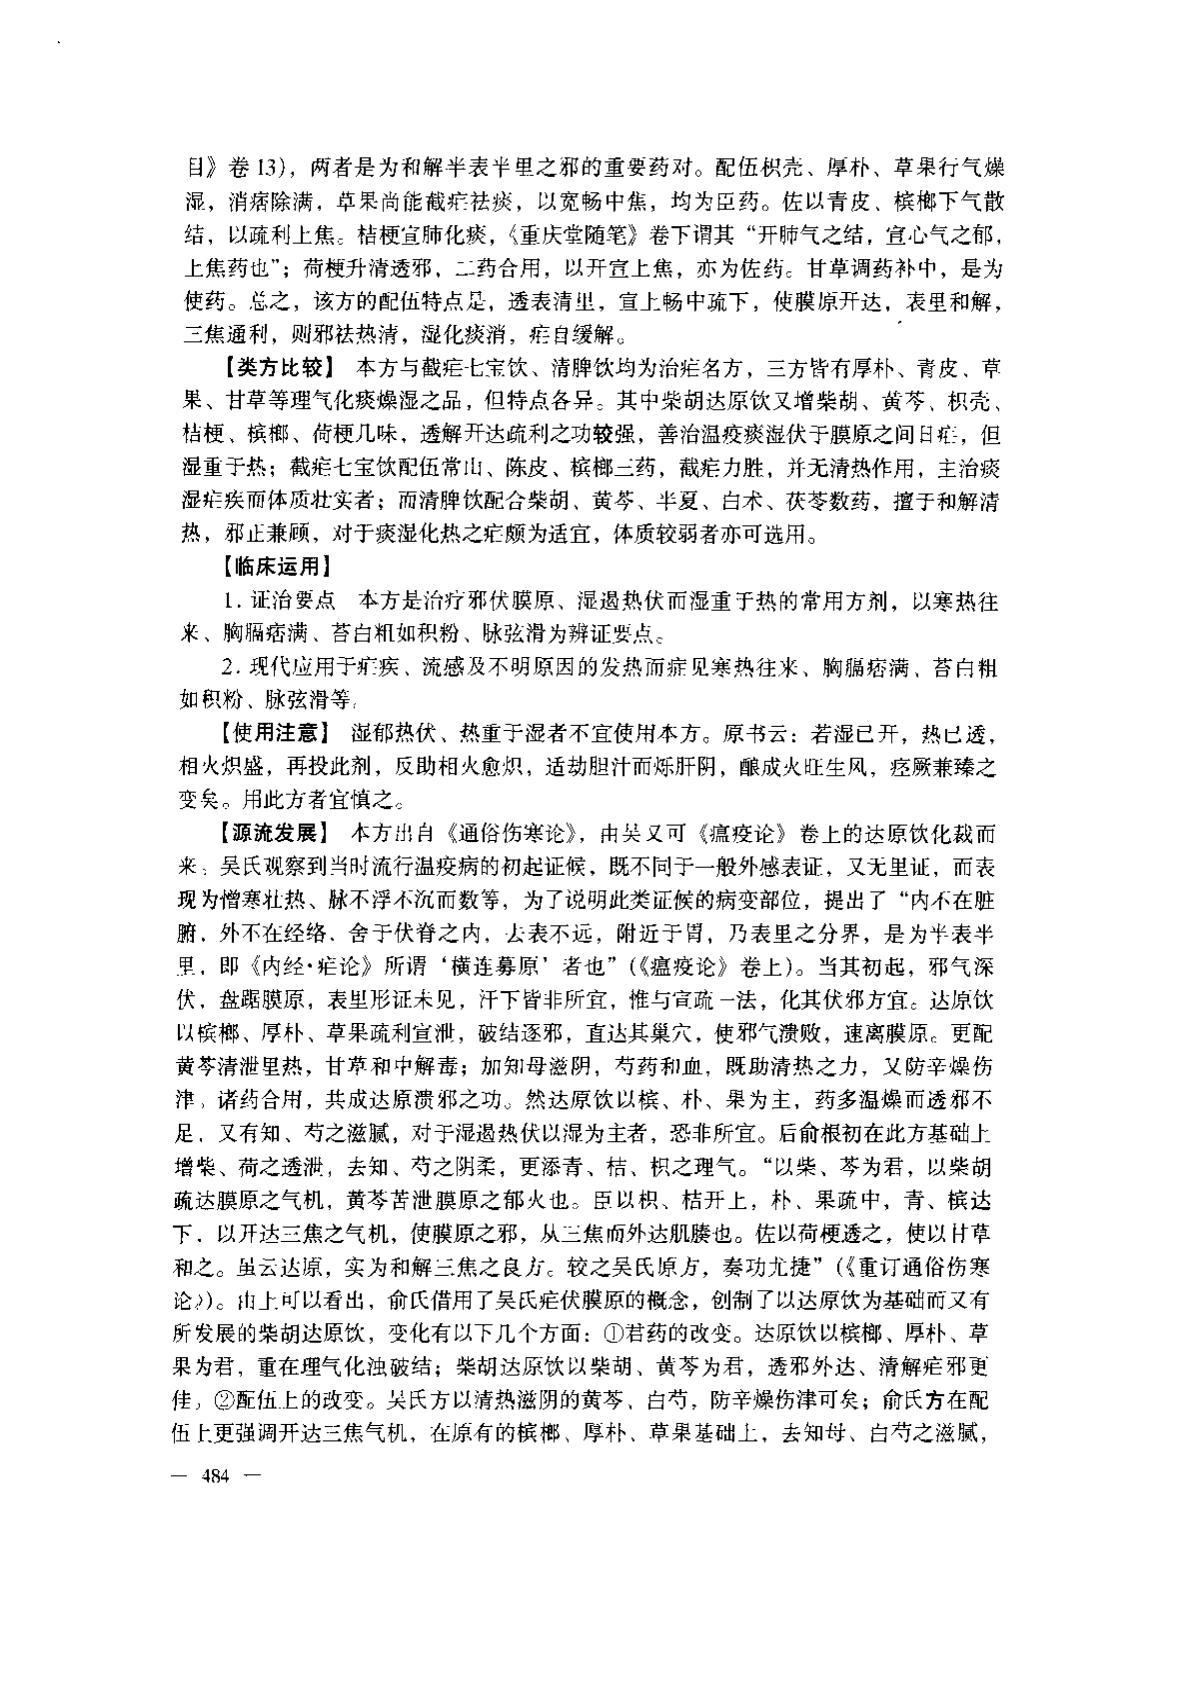 目》卷 13)，两者是为和解半表半里之邪的重要药对。配伍枳壳、厚朴、草果行气燥
湿，消痞除满，草果尚能截疟祛痰，以宽畅中焦，均为臣药。佐以青皮、槟榔下气散
结，以疏利上焦。桔梗宣肺化痰，《重庆堂随笔》卷下谓其“开肺气之结，宣心气之郁，
上焦药也”；荷梗升清透邪，二药合用，以开宣上焦，亦为佐药。甘草调药补中，是为
使药。总之，该方的配伍特点是，透表清里，宣上畅中疏下，使膜原开达，表里和解，
三焦通利，则邪祛热清，湿化痰消，疟自缓解。
【类方比较】 本方与截疟七宝饮、清脾饮均为治疟名方，三方皆有厚朴、青皮、草
果、甘草等理气化痰燥湿之品，但特点各异。其中柴胡达原饮又增柴胡、黄芩、枳壳、
桔梗、槟榔、荷梗几味，透解开达疏利之功较强，善治温疫痰湿伏于膜原之间日疟，但
湿重于热；截疟七宝饮配伍常山、陈皮、槟榔三药，截疟力胜，并无清热作用，主治痰
湿疟疾而体质壮实者；而清脾饮配合柴胡、黄芩、半夏、白术、茯苓数药，擅于和解清
热，邪正兼顾，对于痰湿化热之疟颇为适宜，体质较弱者亦可选用。
【临床运用】
1. 证治要点 本方是治疗邪伏膜原、湿遏热伏而湿重于热的常用方剂，以寒热往
来、胸膈痞满、苔白粗如积粉、脉弦滑为辨证要点。
2. 现代应用于疟疾、流感及不明原因的发热而症见寒热往来、胸膈痞满、苔白粗
如积粉、脉弦滑等。
【使用注意】 湿郁热伏、热重于湿者不宜使用本方。原书云：若湿已开，热已透，
相火炽盛，再投此剂，反助相火愈炽，适劫胆汁而烁肝阴，酿成火旺生风，痉厥兼臻之
变矣。用此方者宜慎之。
【源流发展】 本方出自《通俗伤寒论》，由吴又可《瘟疫论》卷上的达原饮化裁而
来。吴氏观察到当时流行温疫病的初起证候，既不同于一般外感表证，又无里证，而表
现为憎寒壮热、脉不浮不沉而数等，为了说明此类证候的病变部位，提出了“内不在脏
腑，外不在经络，舍于伏脊之内，去表不远，附近于胃，乃表里之分界，是为半表半
里，即《内经·疟论》所谓‘横连募原’者也”(《瘟疫论》卷上)。当其初起，邪气深
伏，盘踞膜原，表里形证未见，汗下皆非所宜，惟与宣疏一法，化其伏邪方宜。达原饮
以槟榔、厚朴、草果疏利宣泄，破结逐邪，直达其巢穴，使邪气溃败，速离膜原。更配
黄芩清泄里热，甘草和中解毒；加知母滋阴，芍药和血，既助清热之力，又防辛燥伤
津。诸药合用，共成达原溃邪之功。然达原饮以槟、朴、果为主，药多温燥而透邪不
足，又有知、芍之滋腻，对于湿遏热伏以湿为主者，恐非所宜。后俞根初在此方基础上
增柴、荷之透泄，去知、芍之阴柔，更添青、桔、枳之理气。“以柴、芩为君，以柴胡
疏达膜原之气机，黄芩苦泄膜原之郁火也。臣以枳、桔开上，朴、果疏中，青、槟达
下，以开达三焦之气机，使膜原之邪，从三焦而外达肌腠也。佐以荷梗透之，使以甘草
和之。虽云达原，实为和解三焦之良方。较之吴氏原方，奏功尤捷”(《重订通俗伤寒
论》)。由上可以看出，俞氏借用了吴氏疟伏膜原的概念，创制了以达原饮为基础而又有
所发展的柴胡达原饮，变化有以下几个方面：①君药的改变。达原饮以槟榔、厚朴、草
果为君，重在理气化浊破结；柴胡达原饮以柴胡、黄芩为君，透邪外达、清解疟邪更
佳，②配伍上的改变。吴氏方以清热滋阴的黄芩、白芍，防辛燥伤津可矣；俞氏方在配
伍上更强调开达三焦气机，在原有的槟榔、厚朴、草果基础上，去知母、白芍之滋腻，
— 484 —